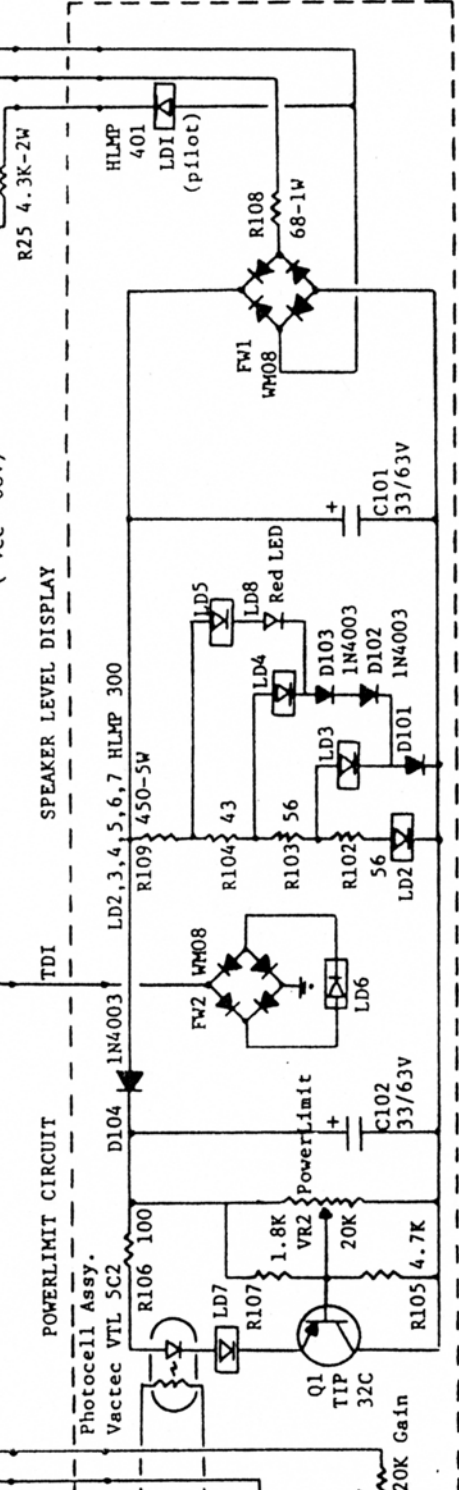 R25 4.3K-2W
HLMP
401
LDI
(pilot)
R108
68-1W
FW1
WM08
SPEAKER LEVEL DISPLAY
LD2,3,4,5,6,7 HLMP 300
+
C101
33/63V
LD5
LD8
Red LED
LD4
D103
1N4003
D102
1N4003
LD3
D101
R109
450-5W
R104
43
R103
56
R102
56
LD2
TDI
FW2
WM08
LD6
POWERLIMIT CIRCUIT
D104
1N4003
+
C102
33/63V
PowerLimit
VR2
20K
1.8K
R107
R105
4.7K
R106
100
Photocell Assy.
Vactec VTL 5C2
LD7
Q1
TIP
32C
20K Gain